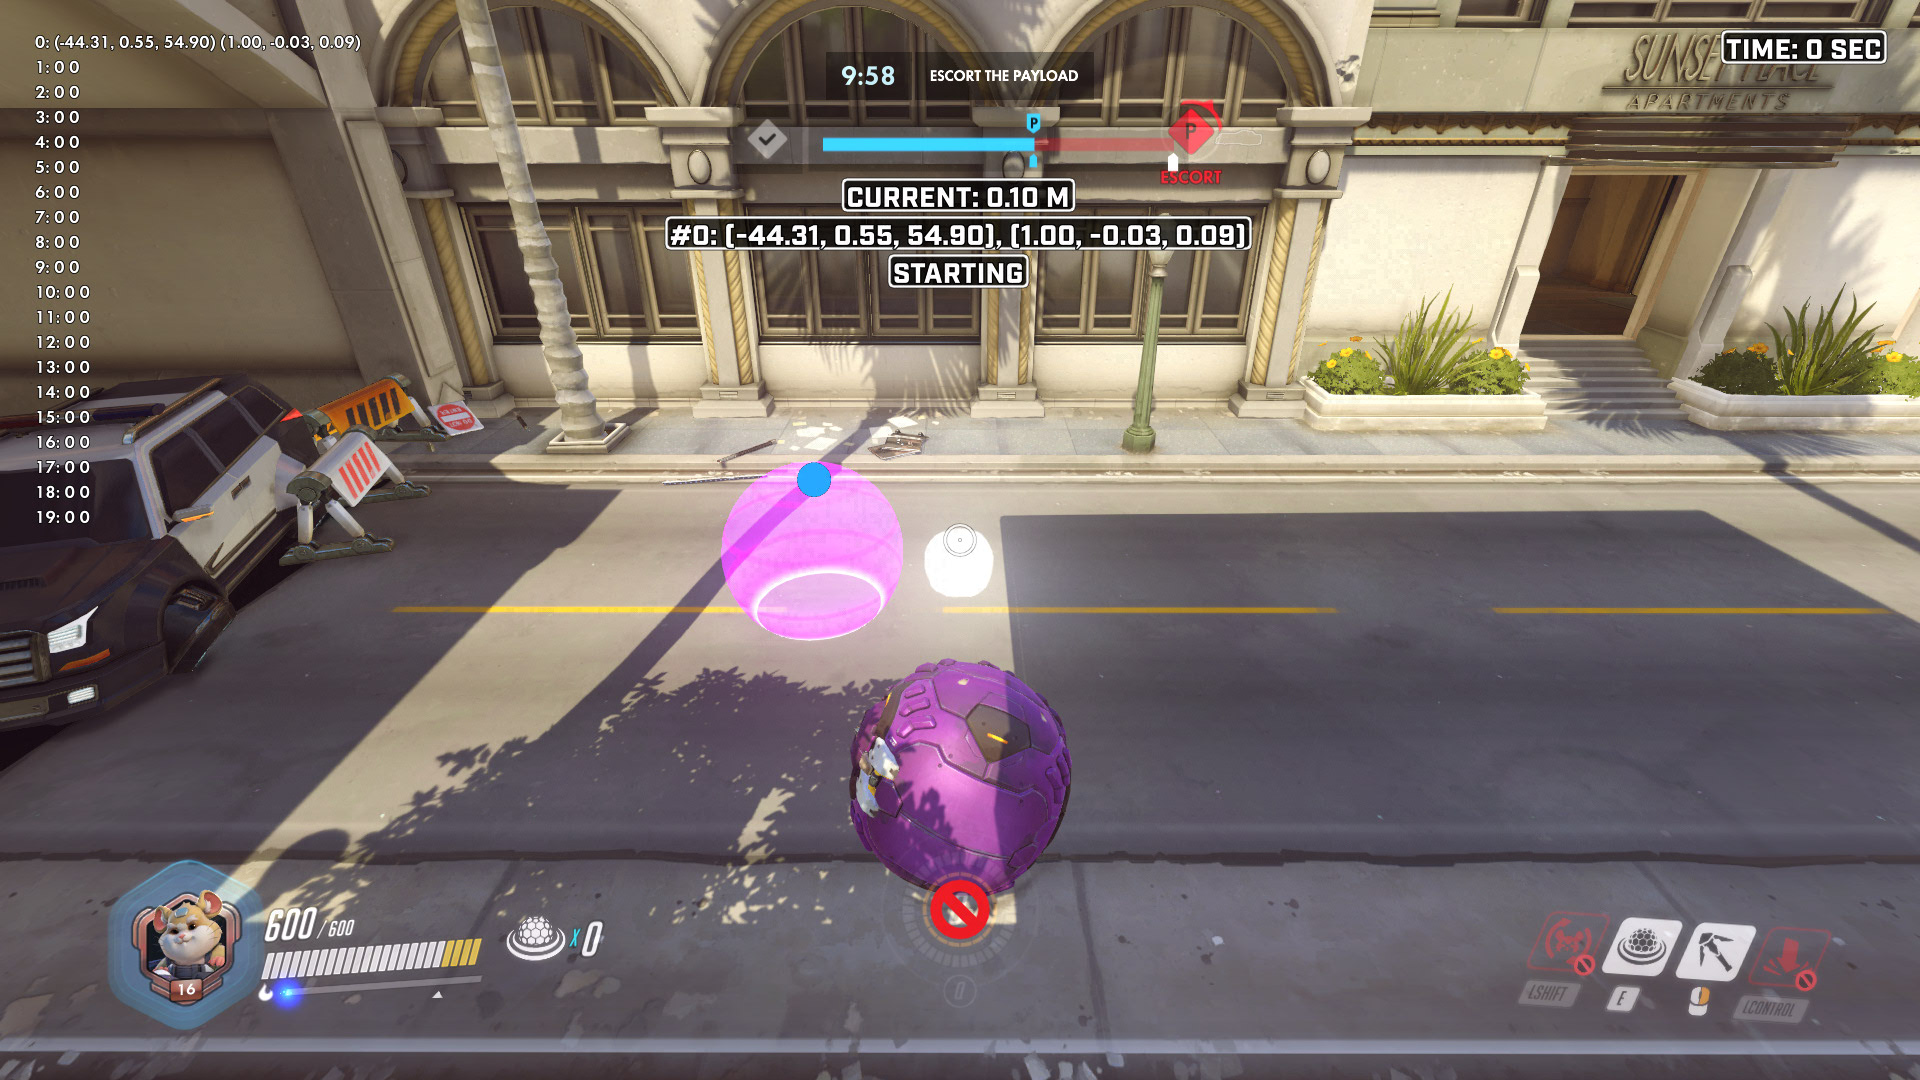 0: (-44.31, 0.55, 54.90) (1.00, -0.03, 0.09)
1: 0 0
2: 0 0
3: 0 0
4: 0 0
5: 0 0
6: 0 0
7: 0 0
8: 0 0
9: 0 0
10: 0 0
11: 0 0
12: 0 0
13: 0 0
14: 0 0
15: 0 0
16: 0 0
17: 0 0
18: 0 0
19: 0 0
9:58 ESCORT THE PAYLOAD
P
P
ESCORT
CURRENT: 0.10 M
#0: (-44.31, 0.55, 54.90), (1.00, -0.03, 0.09)
STARTING
TIME: 0 SEC
SUNSET PLACE
APARTMENTS
600/600
16
X 0
0
LSHIFT
E
LCONTROL